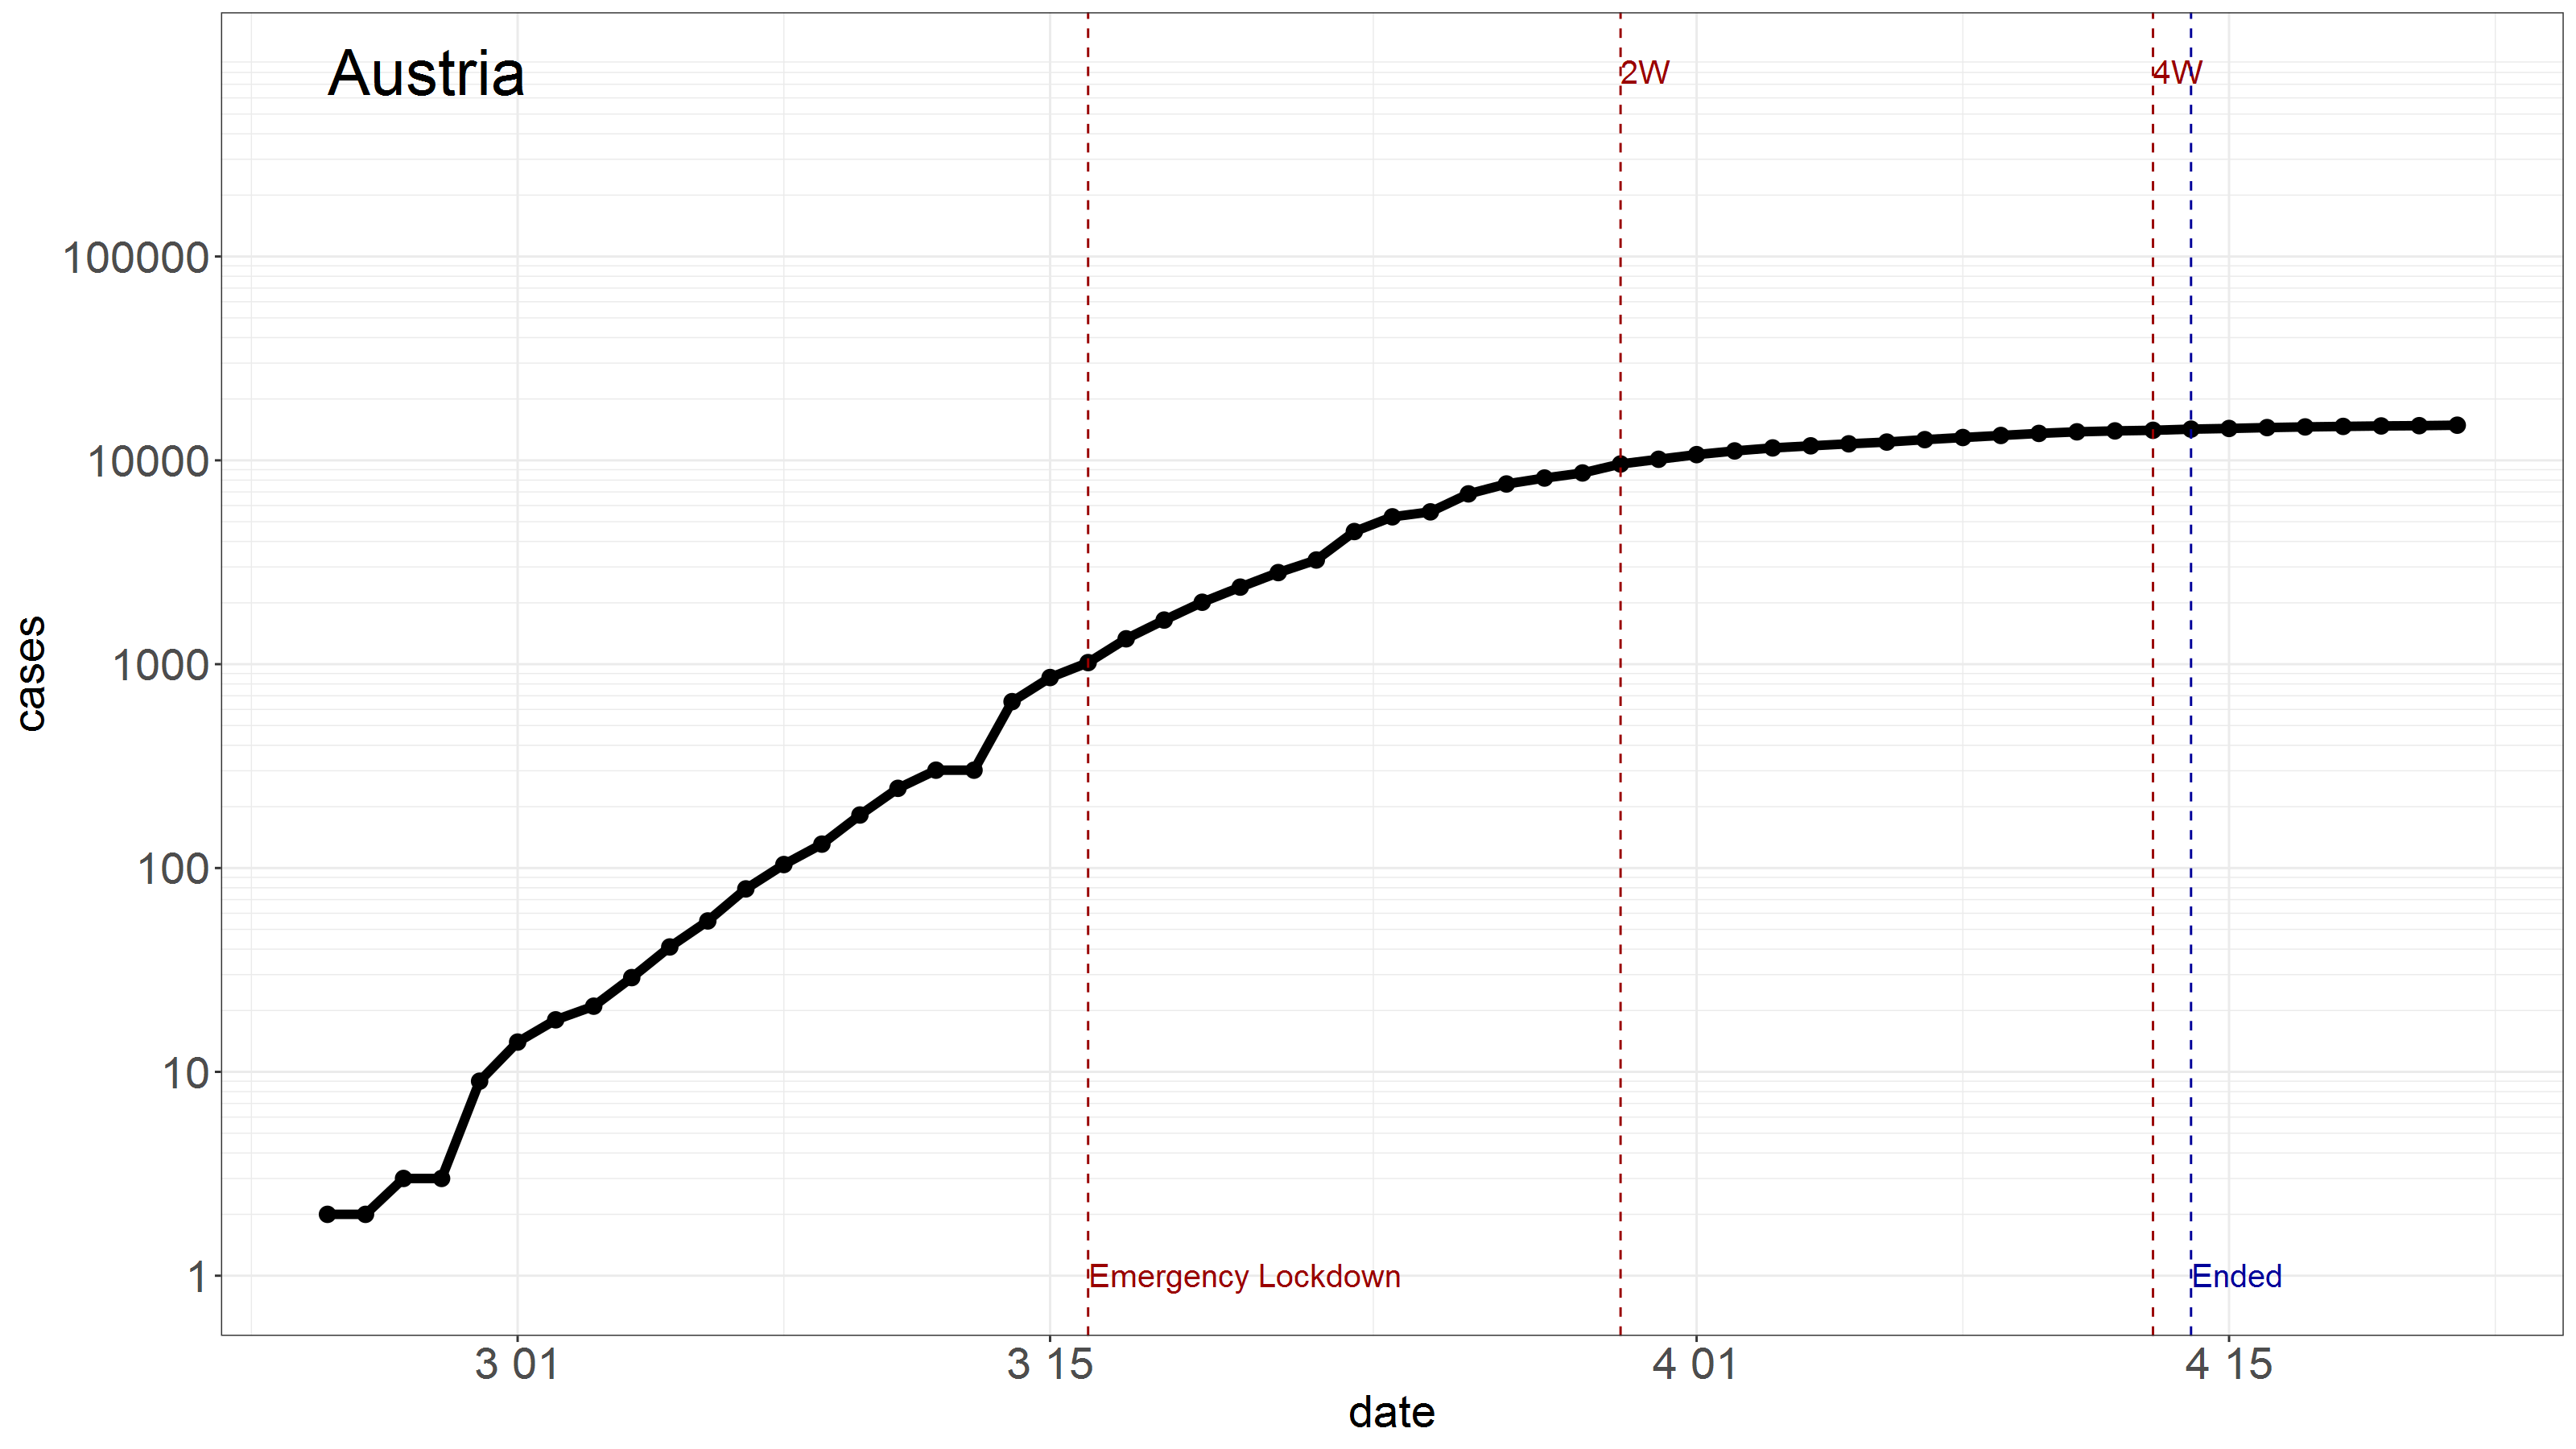 Austria
2W
4W
100000
10000
1000
100
10
1
cases
Emergency Lockdown
Ended
3 01
3 15
4 01
4 15
date